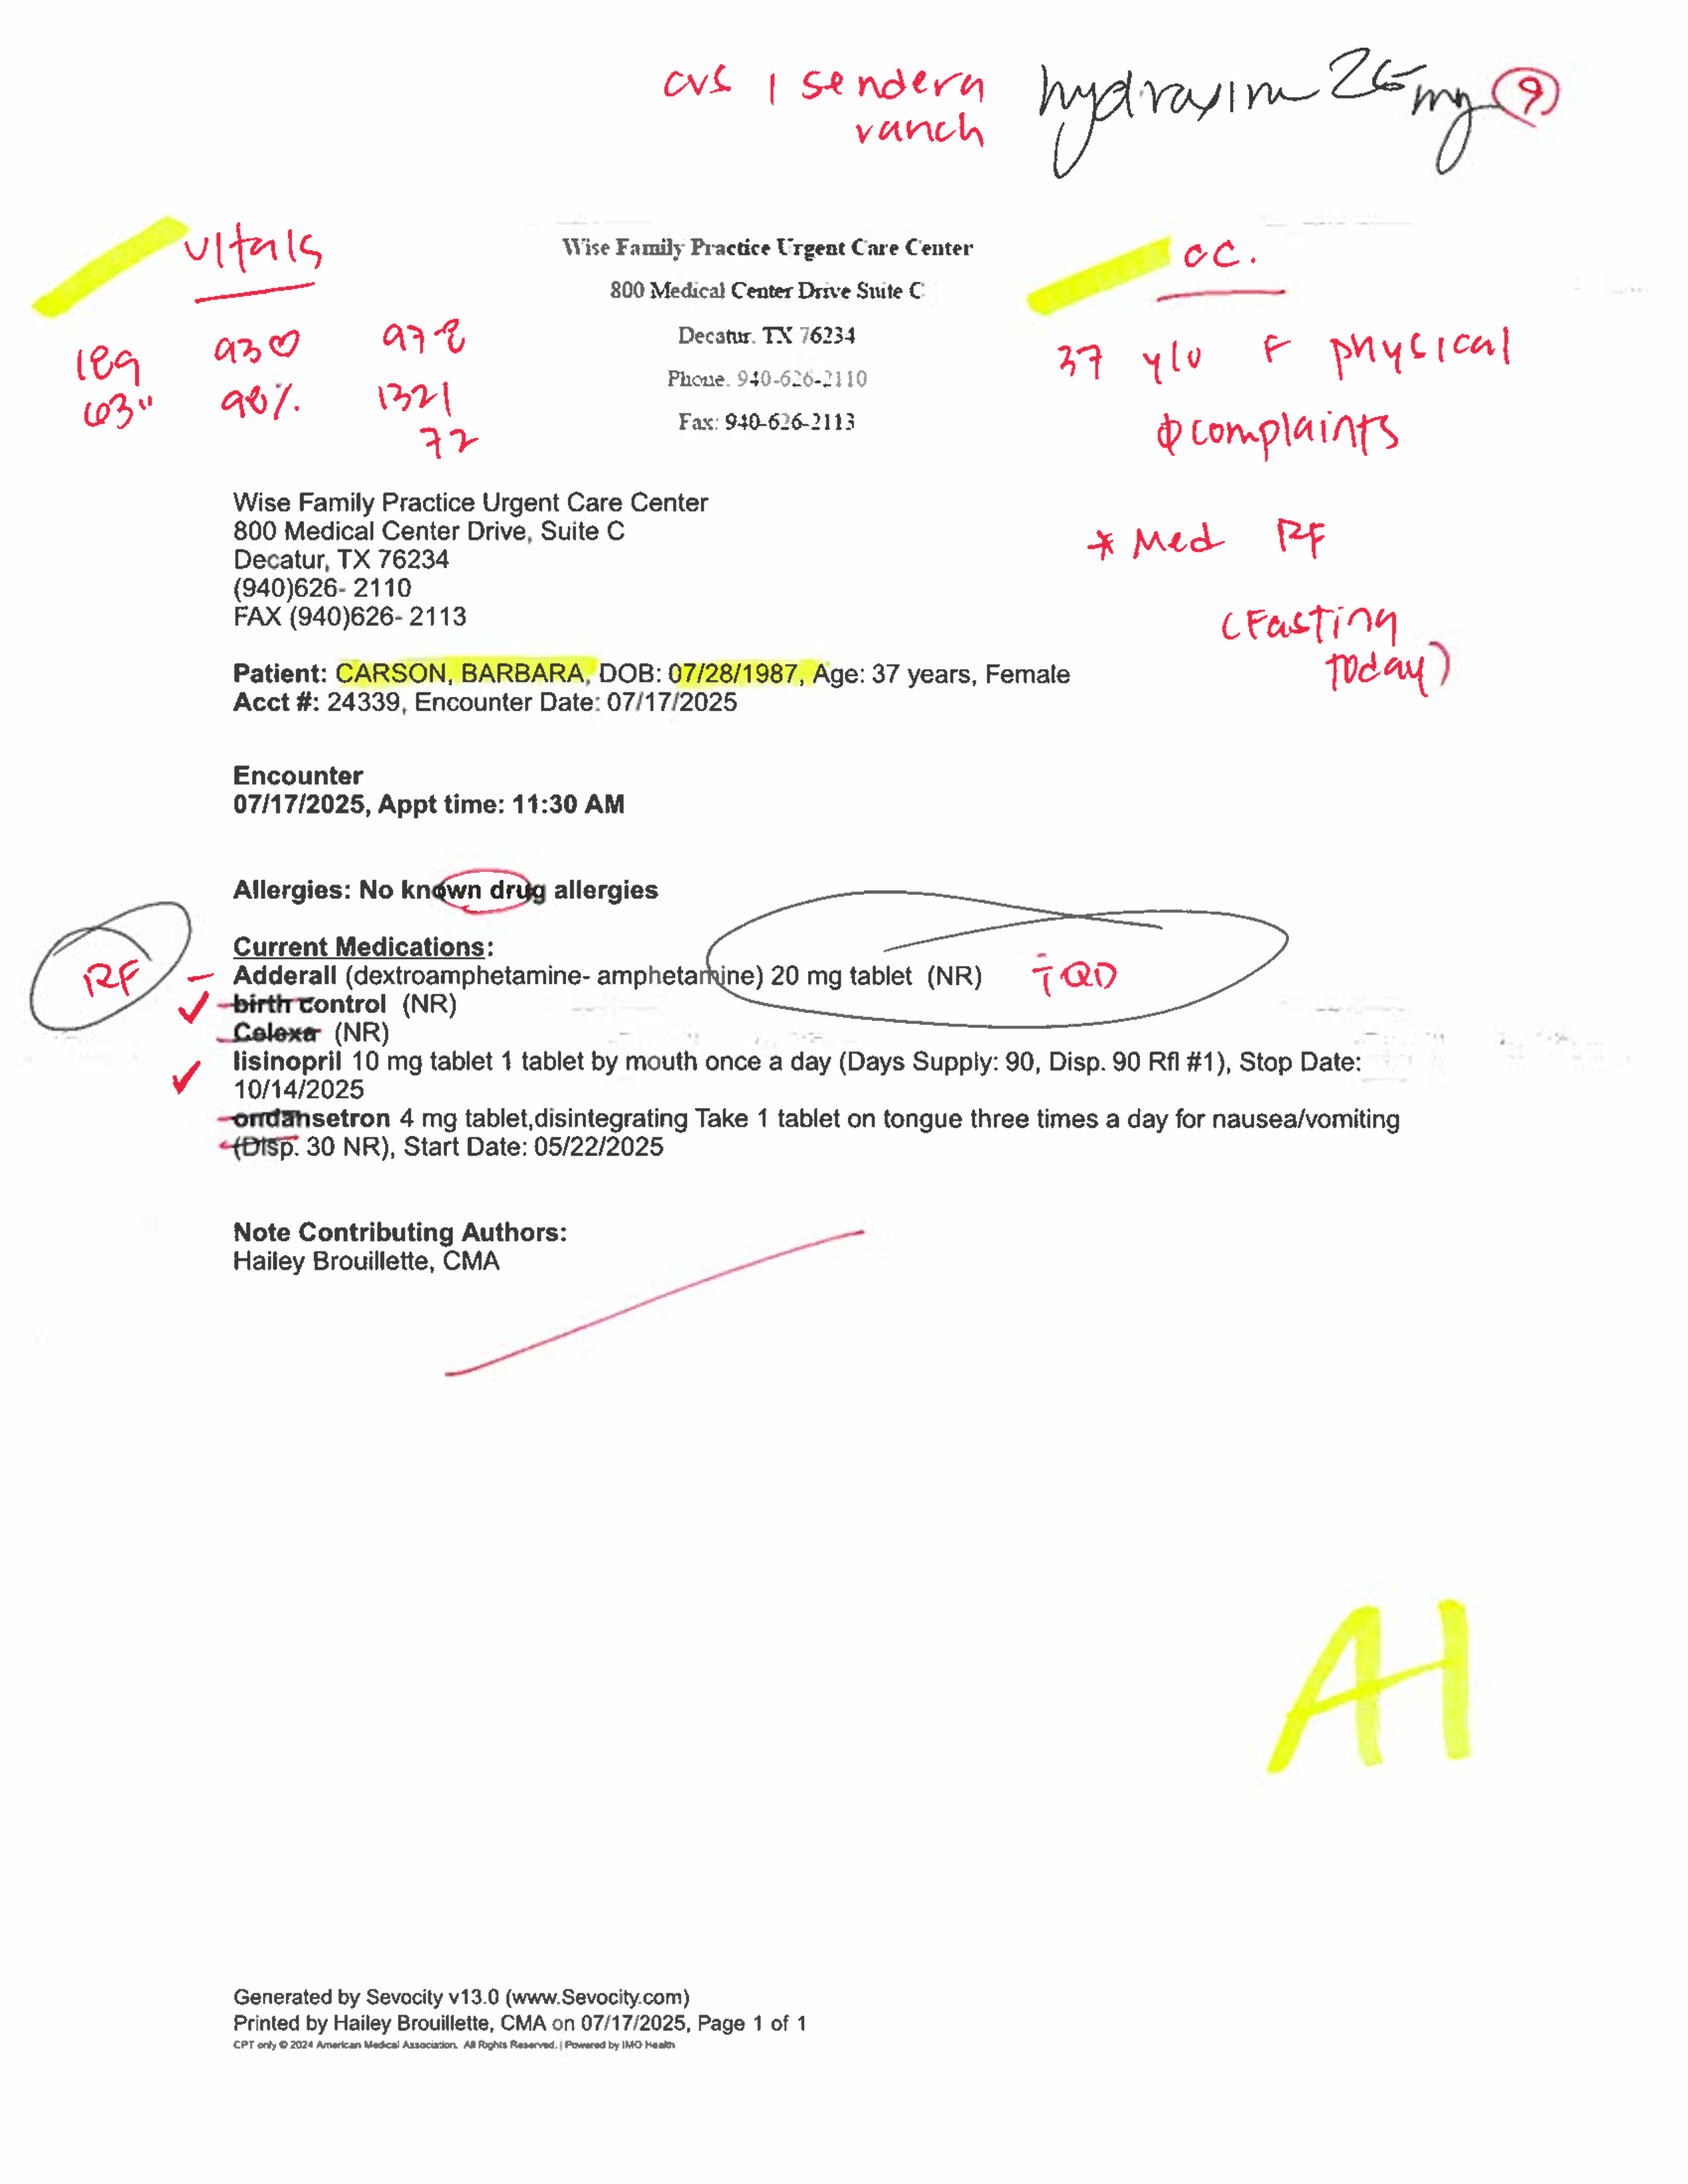 cvs | sendera
ranch
25 mg 9
vitals
189 93♡ 978
63" 98% 132/
72
Wise Family Practice Urgent Care Center
800 Medical Center Drive Suite C
Decatur. TX 76234
Phone. 940-626-2110
Fax: 940-626-2113
CC.
37 y/o F physical
ϕ complaints
* Med RF
(Fasting
today)
Wise Family Practice Urgent Care Center
800 Medical Center Drive, Suite C
Decatur, TX 76234
(940)626- 2110
FAX (940)626- 2113
Patient: CARSON, BARBARA, DOB: 07/28/1987, Age: 37 years, Female
Acct #: 24339, Encounter Date: 07/17/2025
Encounter
07/17/2025, Appt time: 11:30 AM
Allergies: No known drug allergies
Current Medications:
RF – Adderall (dextroamphetamine- amphetamine) 20 mg tablet (NR) T QD
✓ birth control (NR)
Celexa (NR)
✓ lisinopril 10 mg tablet 1 tablet by mouth once a day (Days Supply: 90, Disp. 90 Rfl #1), Stop Date:
10/14/2025
ondansetron 4 mg tablet,disintegrating Take 1 tablet on tongue three times a day for nausea/vomiting
(Disp. 30 NR), Start Date: 05/22/2025
Note Contributing Authors:
Hailey Brouillette, CMA
A1
Generated by Sevocity v13.0 (www.Sevocity.com)
Printed by Hailey Brouillette, CMA on 07/17/2025, Page 1 of 1
CPT only © 2024 American Medical Association. All Rights Reserved. | Powered by IMO Health